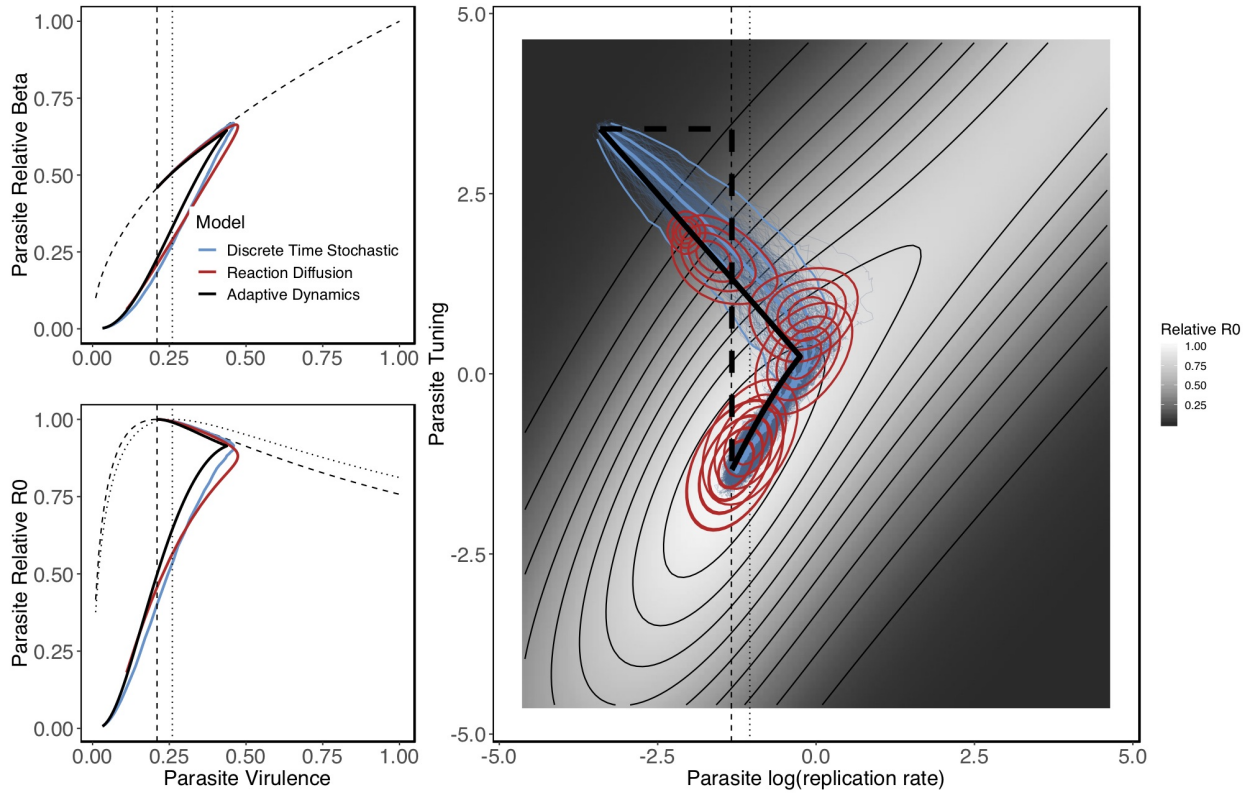 Parasite Relative Beta
1.00
0.75
0.50
0.25
0.00
Model
Discrete Time Stochastic
Reaction Diffusion
Adaptive Dynamics
0.00 0.25 0.50 0.75 1.00
Parasite Relative R0
1.00
0.75
0.50
0.25
0.00
0.00 0.25 0.50 0.75 1.00
Parasite Virulence
Parasite Tuning
5.0
2.5
0.0
-2.5
-5.0
-5.0 -2.5 0.0 2.5 5.0
Parasite log(replication rate)
Relative R0
1.00
0.75
0.50
0.25